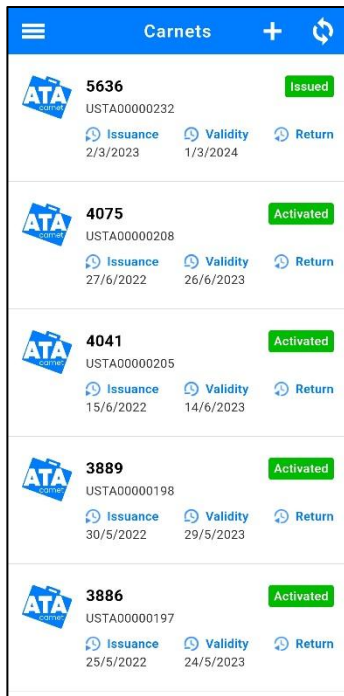 Carnets
ATA carnet
5636
Issued
USTA00000232
Issuance Validity Return
2/3/2023 1/3/2024
ATA carnet
4075
Activated
USTA00000208
Issuance Validity Return
27/6/2022 26/6/2023
ATA carnet
4041
Activated
USTA00000205
Issuance Validity Return
15/6/2022 14/6/2023
ATA carnet
3889
Activated
USTA00000198
Issuance Validity Return
30/5/2022 29/5/2023
ATA carnet
3886
Activated
USTA00000197
Issuance Validity Return
25/5/2022 24/5/2023